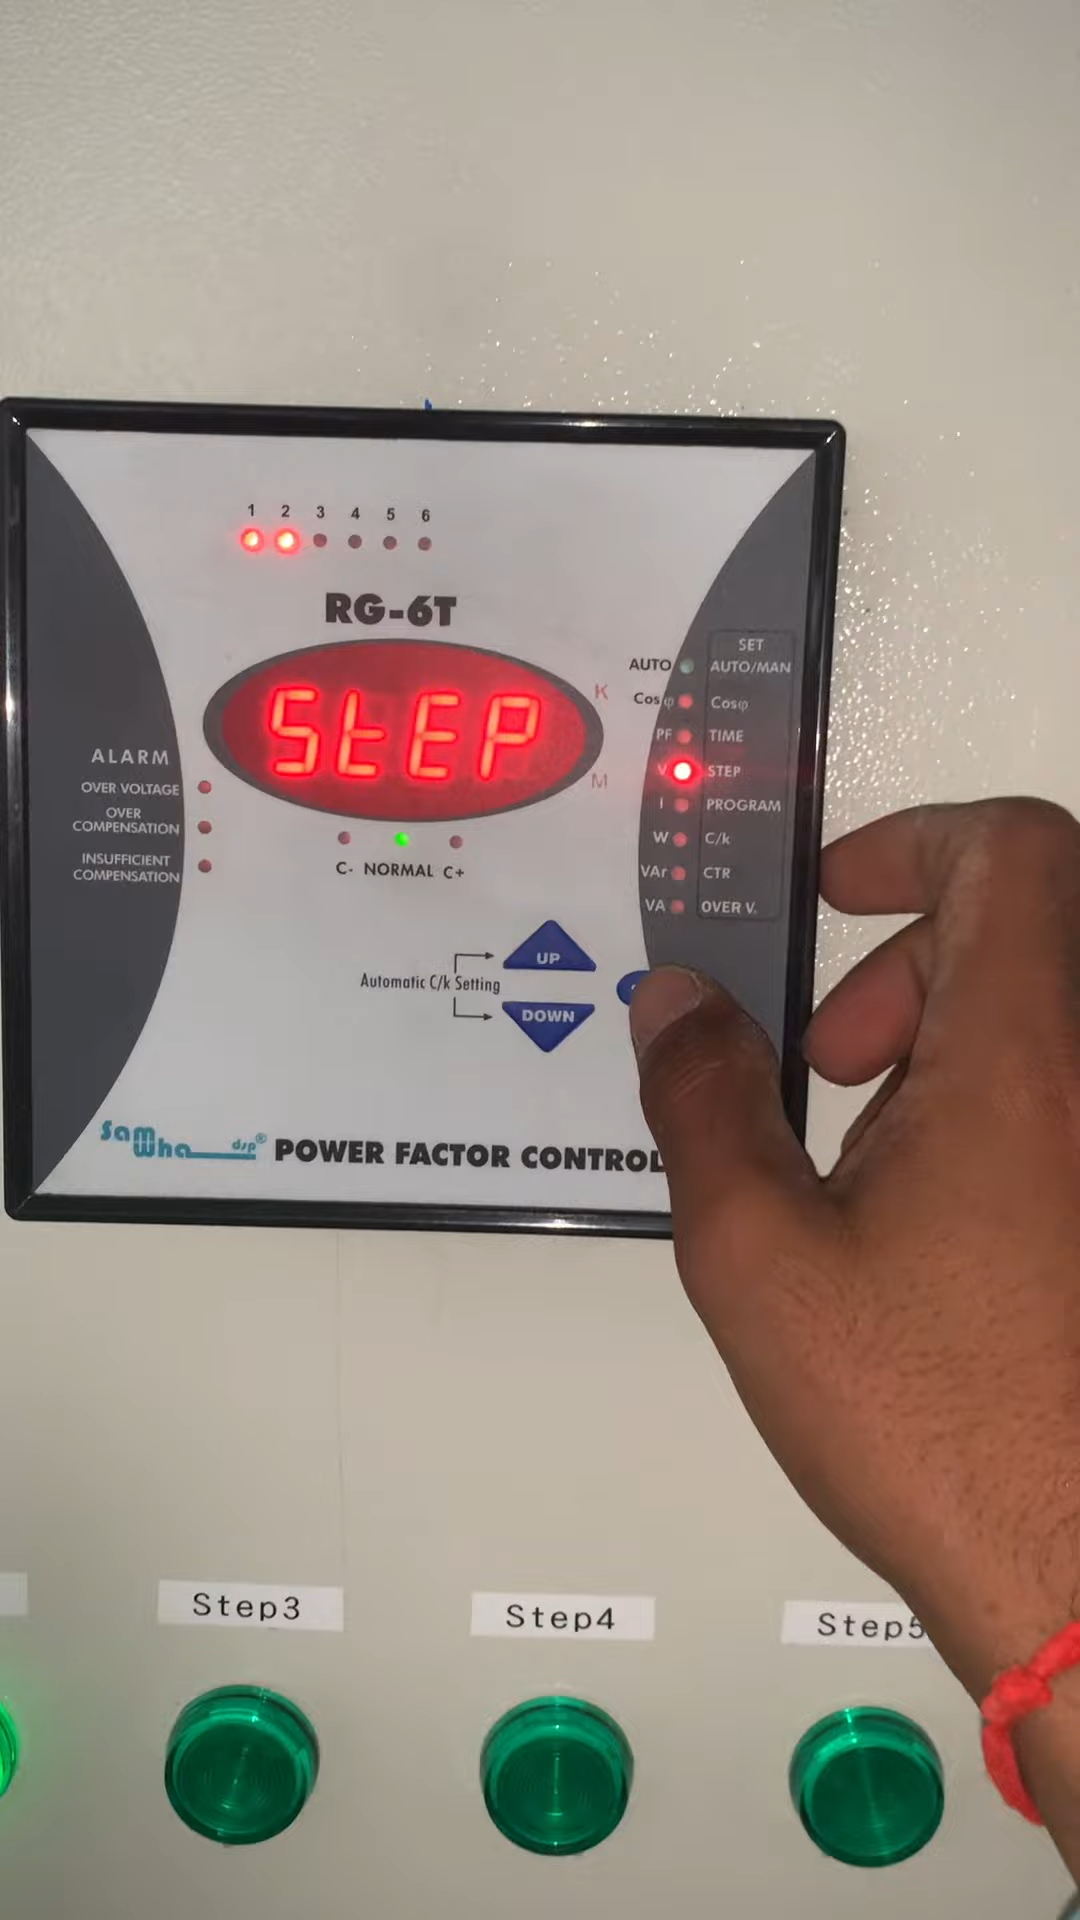 1 2 3 4 5 6
RG-6T
StEP
K
M
SET
AUTO AUTO/MAN
Cosφ Cosφ
PF TIME
V STEP
I PROGRAM
W C/k
VAr CTR
VA OVER V.
ALARM
OVER VOLTAGE
OVER
COMPENSATION
INSUFFICIENT
COMPENSATION
C- NORMAL C+
UP
Automatic C/k Setting
DOWN
Samwha dsp® POWER FACTOR CONTROL
Step3
Step4
Step5